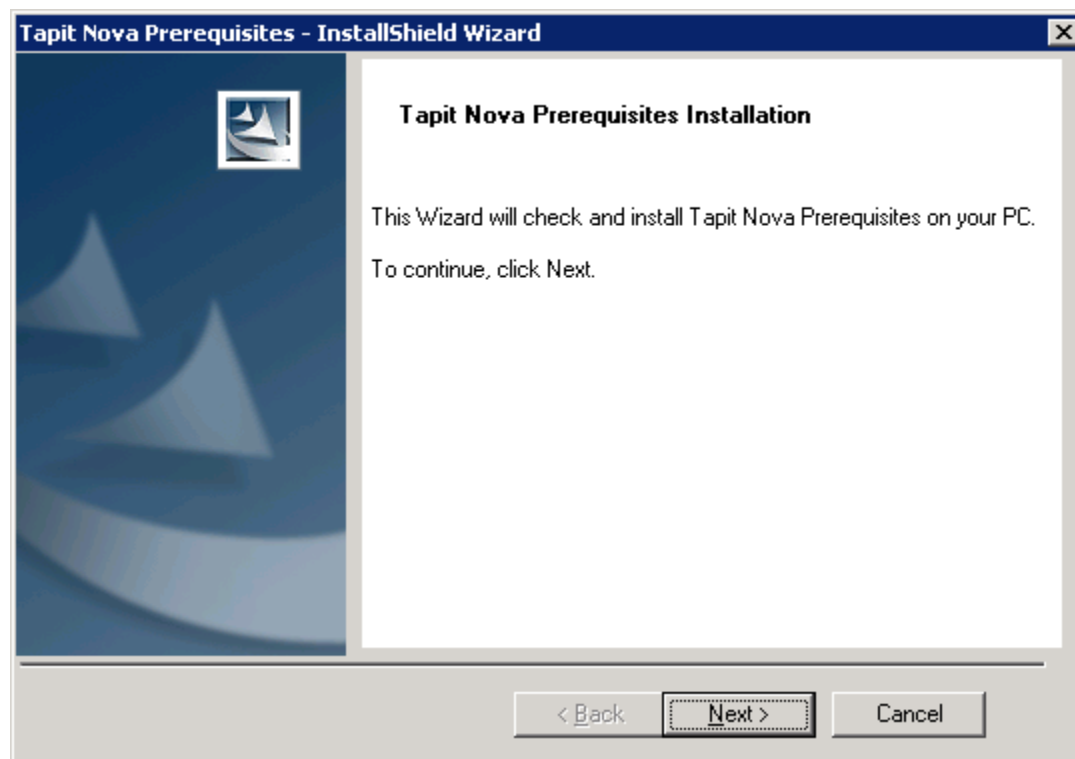 Tapit Nova Prerequisites - InstallShield Wizard
Tapit Nova Prerequisites Installation
This Wizard will check and install Tapit Nova Prerequisites on your PC.
To continue, click Next.
< Back
Next >
Cancel